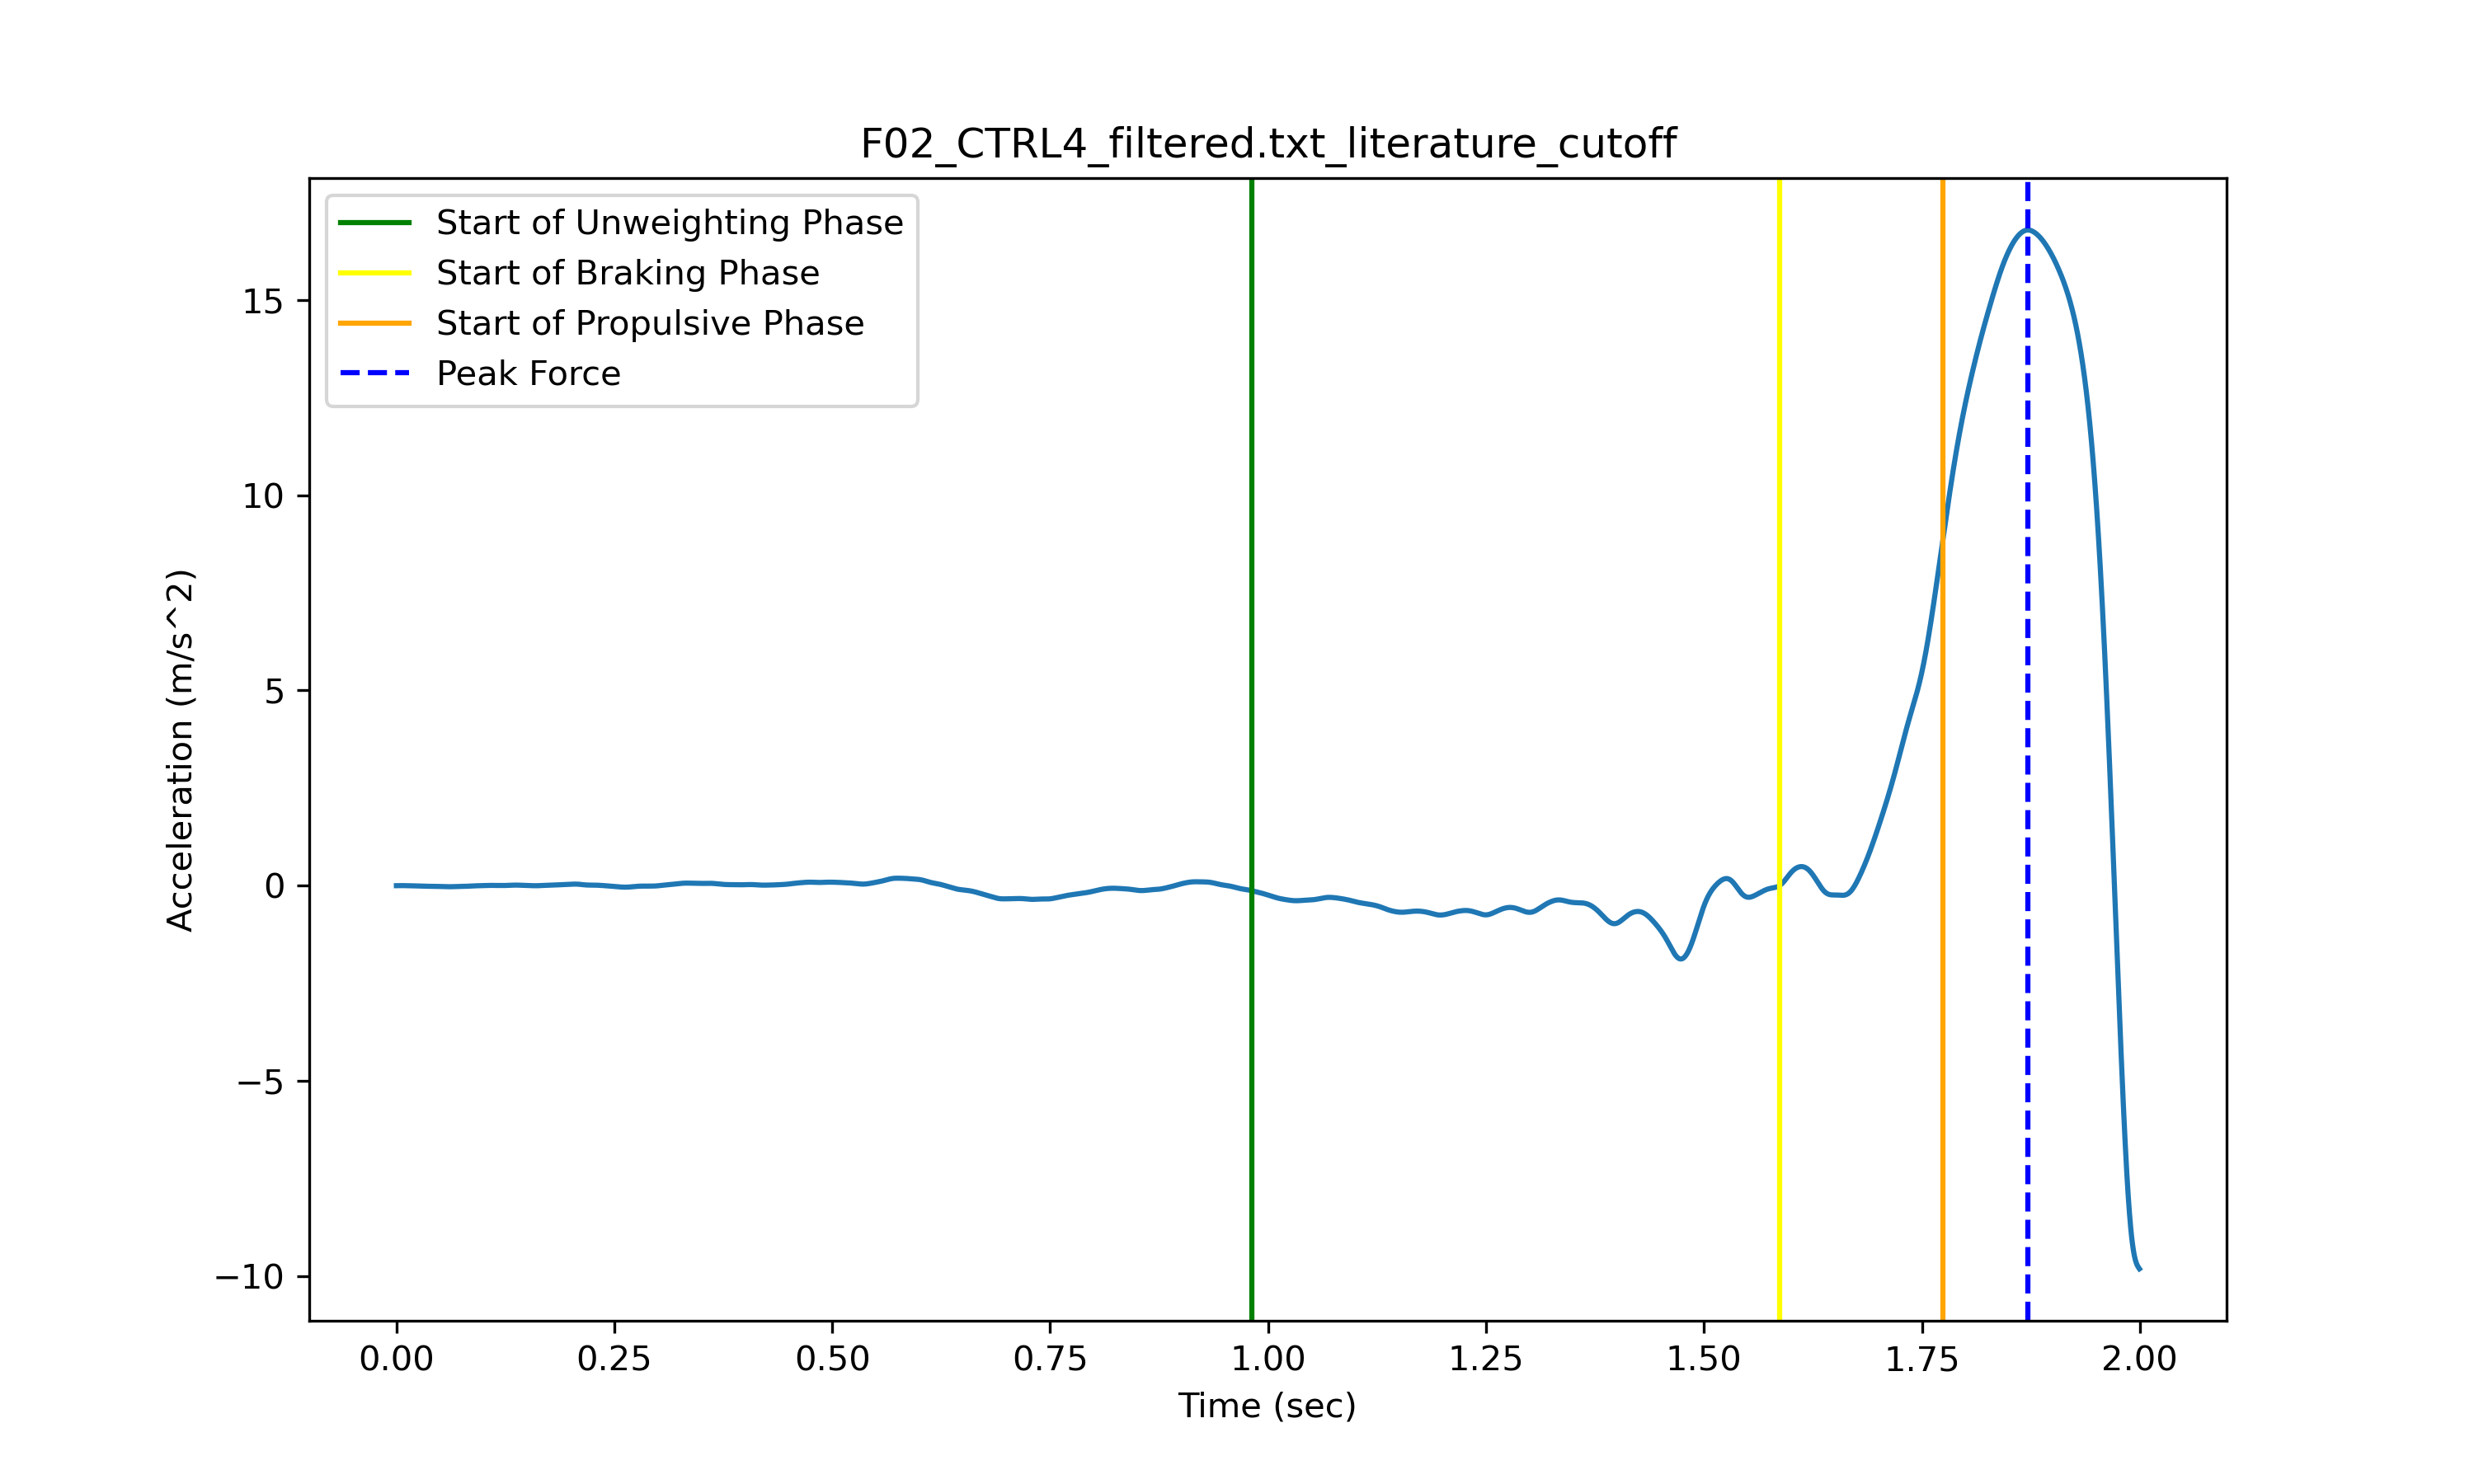 F02_CTRL4_filtered.txt_literature_cutoff
Start of Unweighting Phase
Start of Braking Phase
Start of Propulsive Phase
Peak Force
Acceleration (m/s^2)
15
10
5
0
−5
−10
0.00 0.25 0.50 0.75 1.00 1.25 1.50 1.75 2.00
Time (sec)